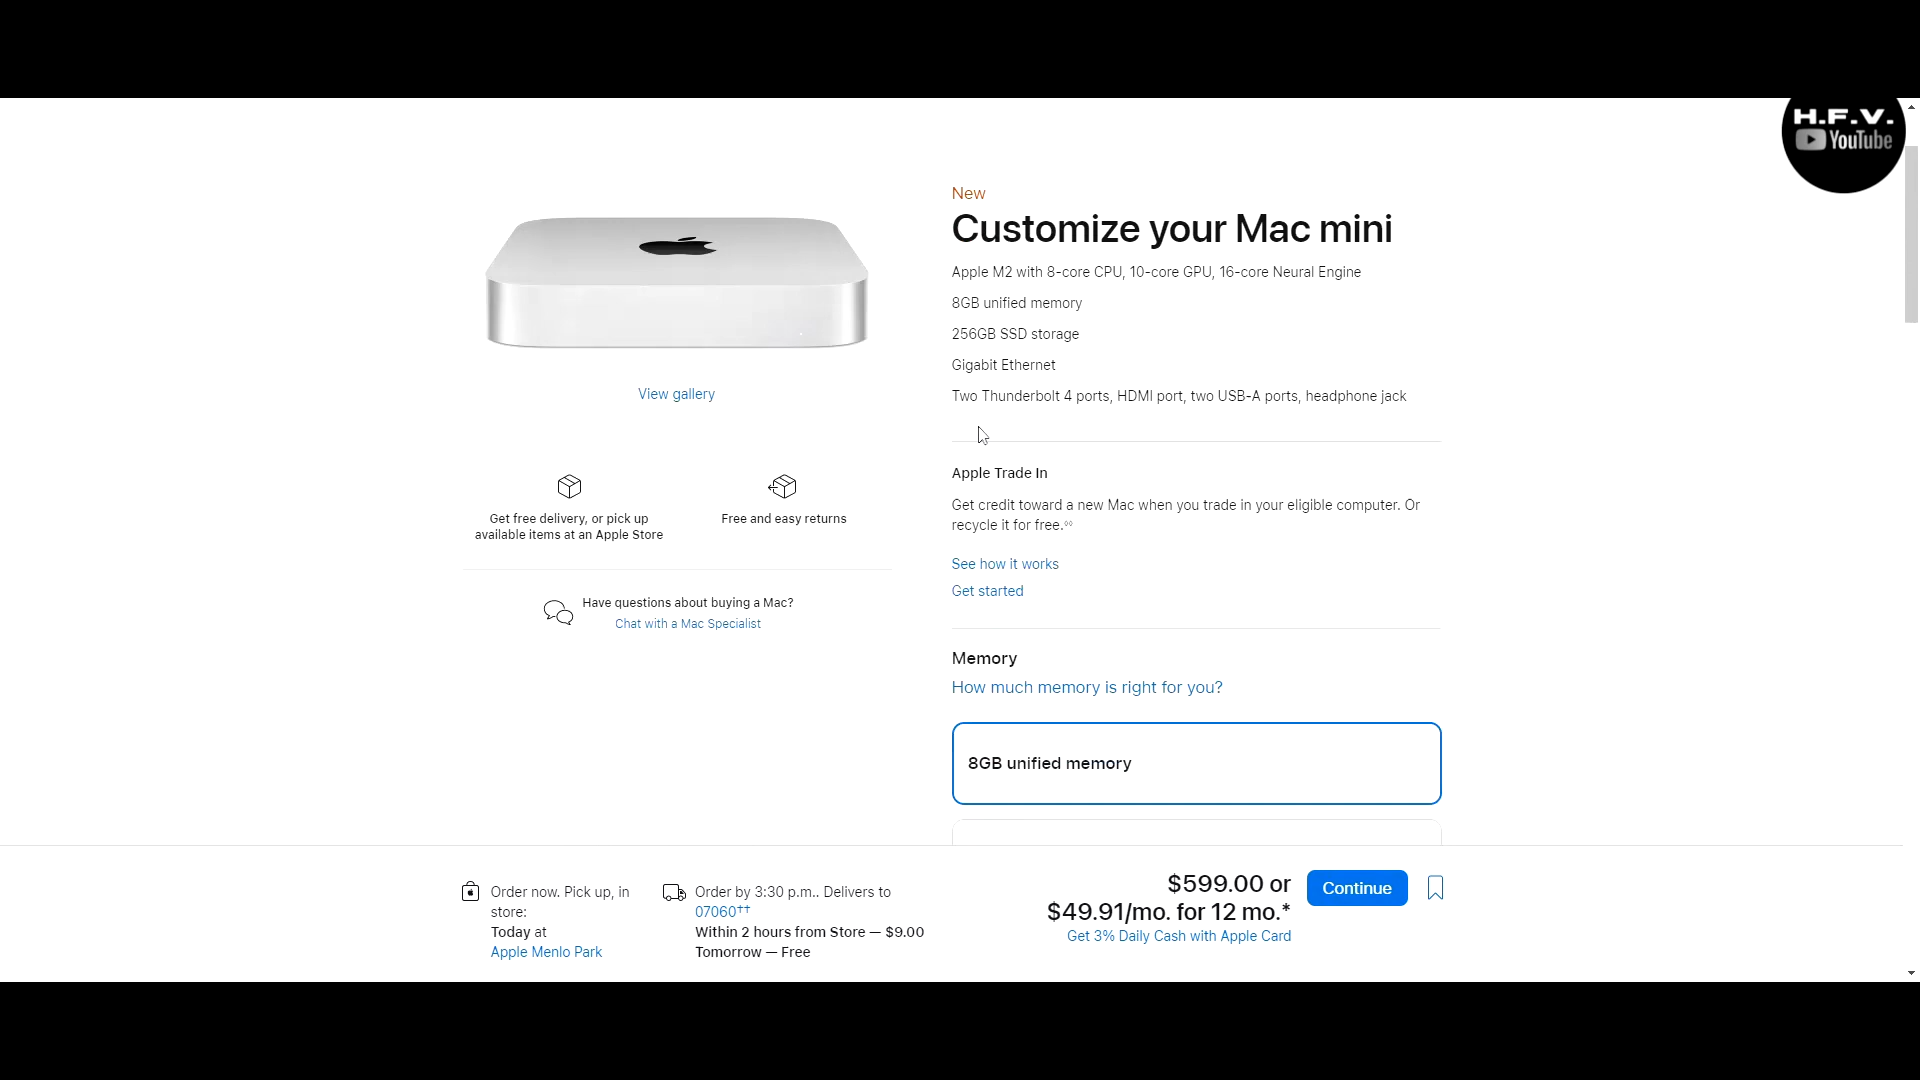 H.F.V.
YouTube
New
Customize your Mac mini
Apple M2 with 8-core CPU, 10-core GPU, 16-core Neural Engine
8GB unified memory
256GB SSD storage
Gigabit Ethernet
Two Thunderbolt 4 ports, HDMI port, two USB-A ports, headphone jack
View gallery
Get free delivery, or pick up
available items at an Apple Store
Free and easy returns
Have questions about buying a Mac?
Chat with a Mac Specialist
Apple Trade In
Get credit toward a new Mac when you trade in your eligible computer. Or
recycle it for free.◊◊
See how it works
Get started
Memory
How much memory is right for you?
8GB unified memory
Order now. Pick up, in
store:
Today at
Apple Menlo Park
Order by 3:30 p.m.. Delivers to
07060††
Within 2 hours from Store — $9.00
Tomorrow — Free
$599.00 or
$49.91/mo. for 12 mo.*
Get 3% Daily Cash with Apple Card
Continue